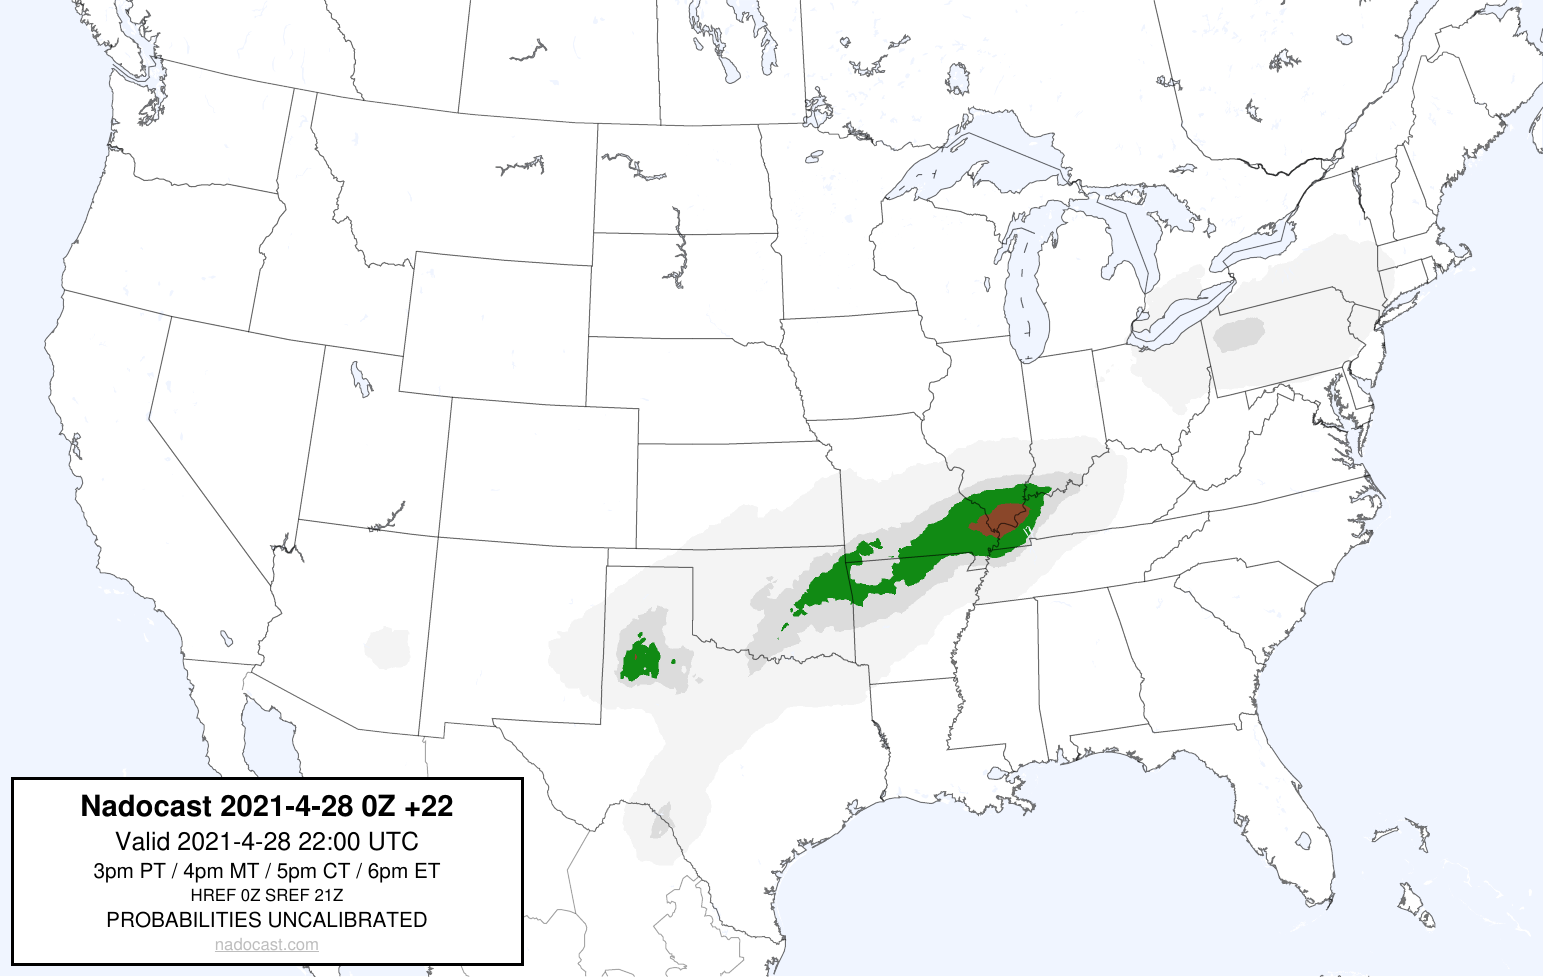 Nadocast 2021-4-28 0Z +22
Valid 2021-4-28 22:00 UTC
3pm PT / 4pm MT / 5pm CT / 6pm ET
HREF 0Z SREF 21Z
PROBABILITIES UNCALIBRATED
nadocast.com